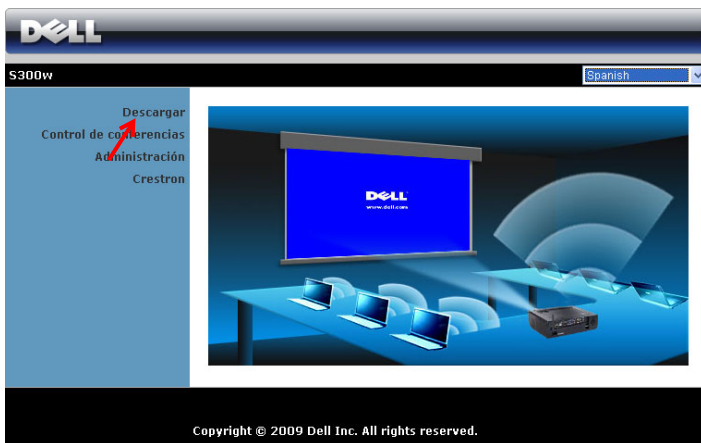 DELL
S300w
Spanish
Descargar
Control de conferencias
Administración
Crestron
DELL
www.dell.com
Copyright © 2009 Dell Inc. All rights reserved.